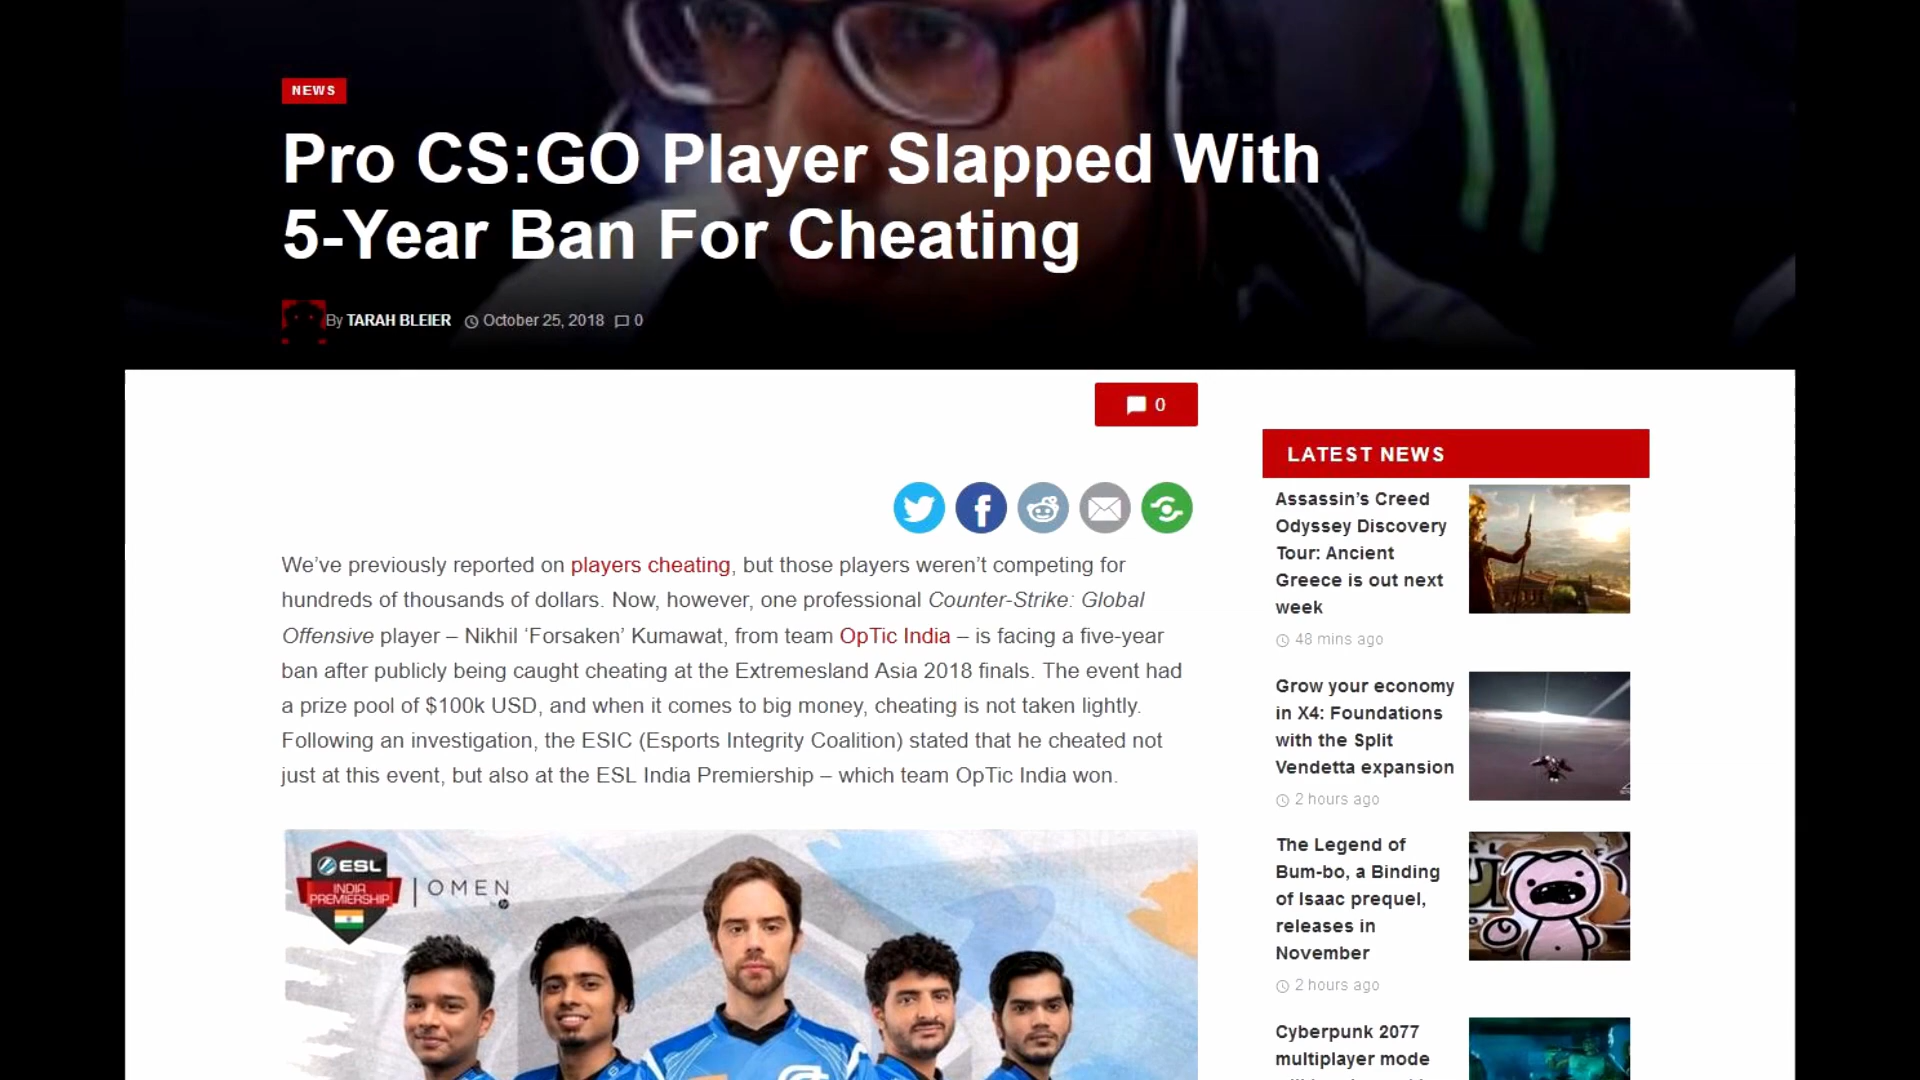 NEWS
Pro CS:GO Player Slapped With
5-Year Ban For Cheating
By TARAH BLEIER October 25, 2018 0
0
We’ve previously reported on players cheating, but those players weren’t competing for
hundreds of thousands of dollars. Now, however, one professional Counter-Strike: Global
Offensive player – Nikhil ‘Forsaken’ Kumawat, from team OpTic India – is facing a five-year
ban after publicly being caught cheating at the Extremesland Asia 2018 finals. The event had
a prize pool of $100k USD, and when it comes to big money, cheating is not taken lightly.
Following an investigation, the ESIC (Esports Integrity Coalition) stated that he cheated not
just at this event, but also at the ESL India Premiership – which team OpTic India won.
ESL
INDIA
PREMIERSHIP
OMEN
LATEST NEWS
Assassin’s Creed
Odyssey Discovery
Tour: Ancient
Greece is out next
week
48 mins ago
Grow your economy
in X4: Foundations
with the Split
Vendetta expansion
2 hours ago
The Legend of
Bum-bo, a Binding
of Isaac prequel,
releases in
November
2 hours ago
Cyberpunk 2077
multiplayer mode